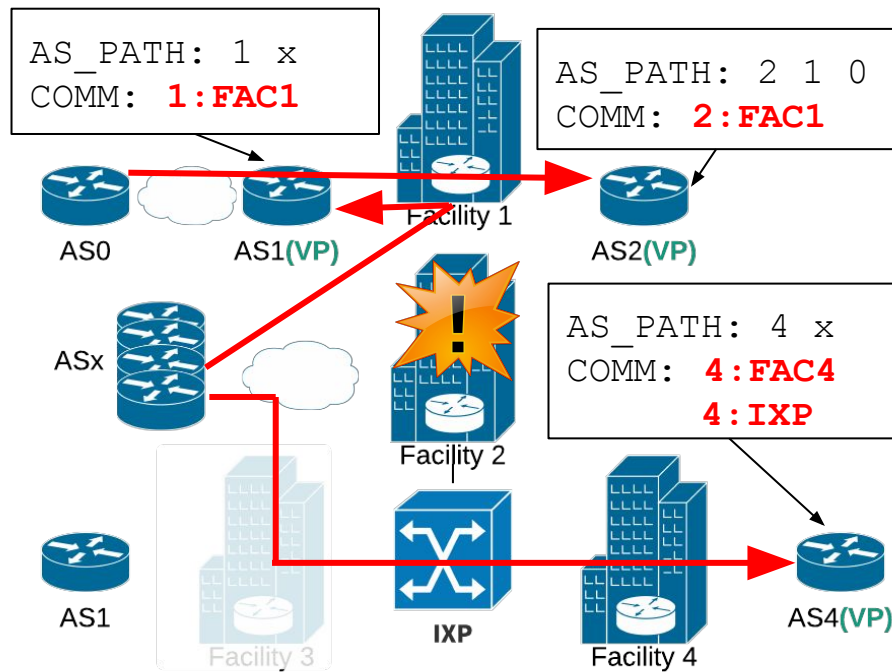 AS_PATH: 1 x
COMM: 1:FAC1
AS_PATH: 2 1 0
COMM: 2:FAC1
Facility 1
AS0
AS1(VP)
AS2(VP)
ASx
!
AS_PATH: 4 x
COMM: 4:FAC4
4:IXP
Facility 2
AS1
Facility 3
IXP
Facility 4
AS4(VP)